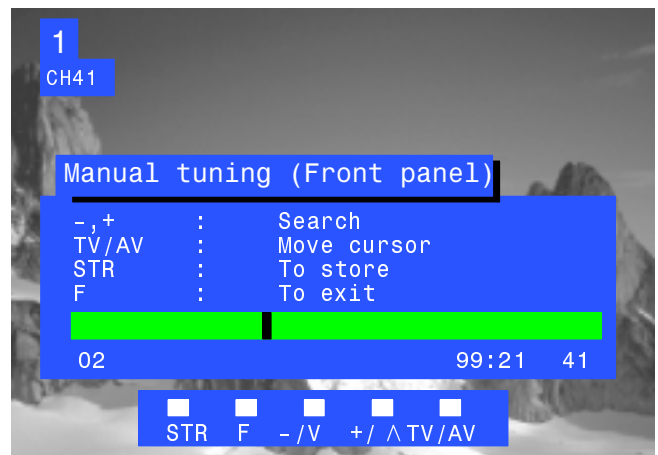 1
CH41
Manual tuning (Front panel)
-,+ : Search
TV/AV : Move cursor
STR : To store
F : To exit
02 99:21 41
STR F -/V +/Λ TV/AV